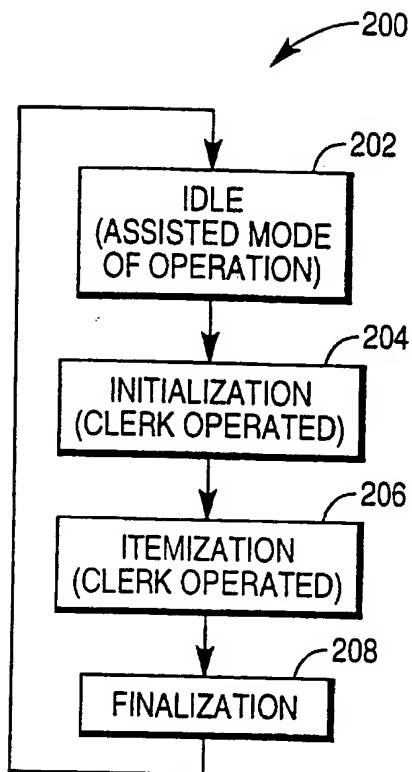 200
202
IDLE
(ASSISTED MODE
OF OPERATION)
204
INITIALIZATION
(CLERK OPERATED)
206
ITEMIZATION
(CLERK OPERATED)
208
FINALIZATION